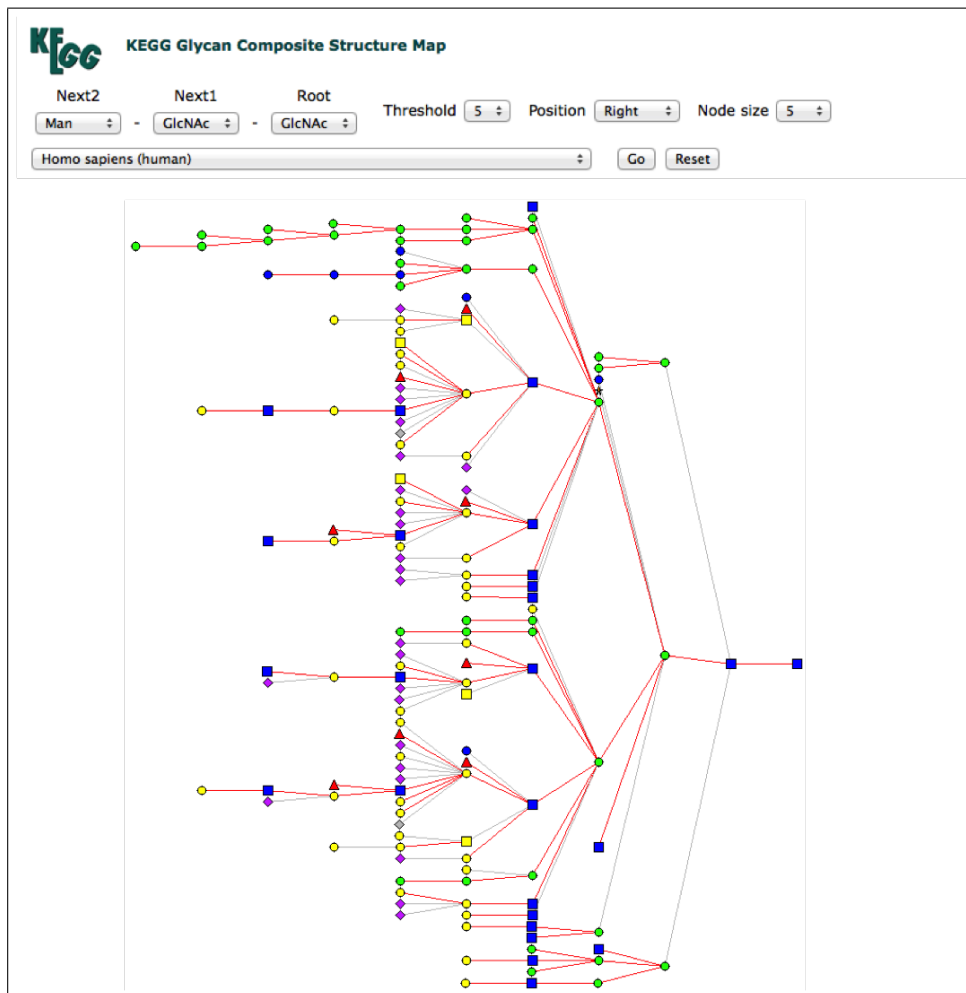 KEGG
KEGG Glycan Composite Structure Map
Next2 Next1 Root
Threshold 5 Position Right Node size 5
Man - GlcNAc - GlcNAc
Homo sapiens (human) Go Reset
*